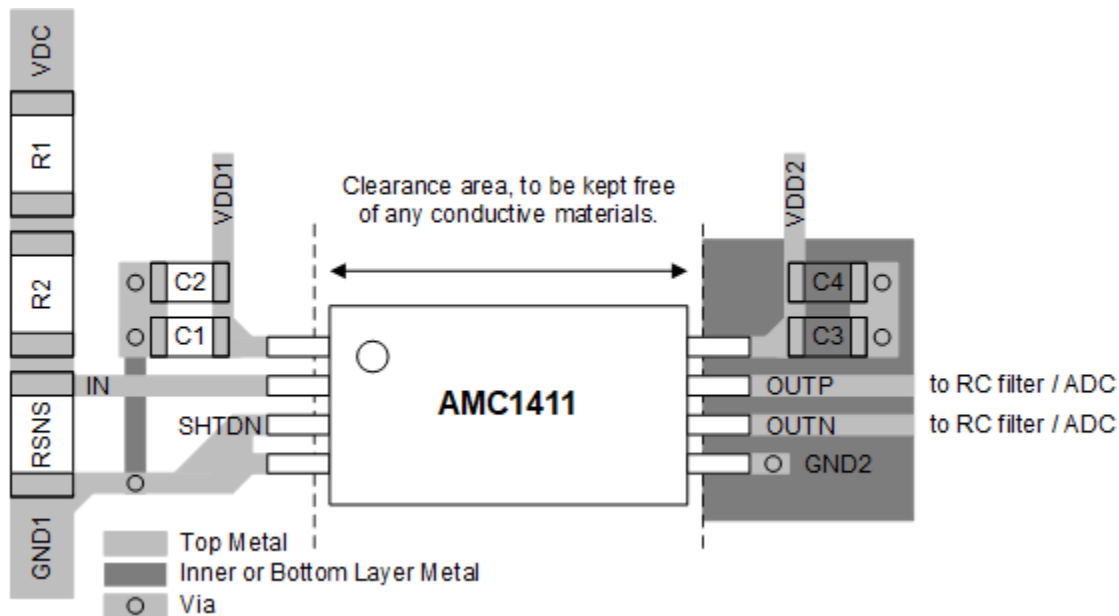 VDC
R1
R2
RSNS
GND1
VDD1
C2
C1
IN
SHTDN
Clearance area, to be kept free
of any conductive materials.
AMC1411
VDD2
C4
C3
OUTP
to RC filter / ADC
OUTN
to RC filter / ADC
GND2
Top Metal
Inner or Bottom Layer Metal
Via